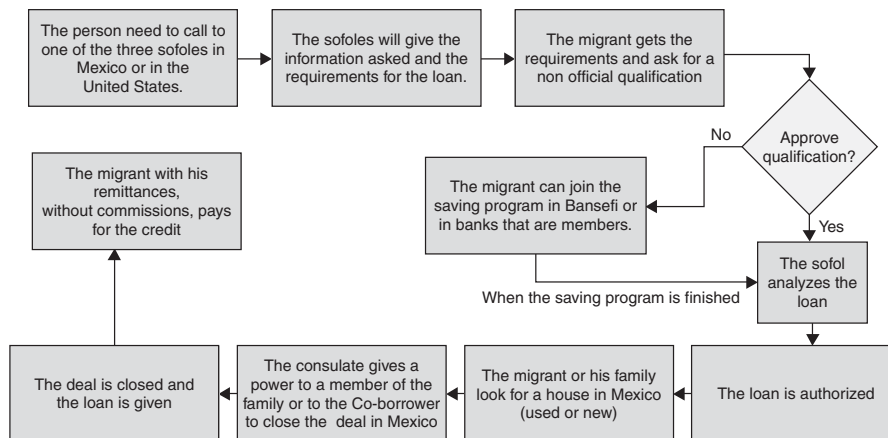 The person need to call to
one of the three sofoles in
Mexico or in the
United States.
The sofoles will give the
information asked and the
requirements for the loan.
The migrant gets the
requirements and ask for a
non official qualification
Approve
qualification?
No
Yes
The migrant can join the
saving program in Bansefi or
in banks that are members.
When the saving program is finished
The sofol
analyzes the
loan
The loan is authorized
The migrant or his family
look for a house in Mexico
(used or new)
The consulate gives a
power to a member of the
family or to the Co-borrower
to close the deal in Mexico
The deal is closed and
the loan is given
The migrant with his
remittances,
without commissions, pays
for the credit